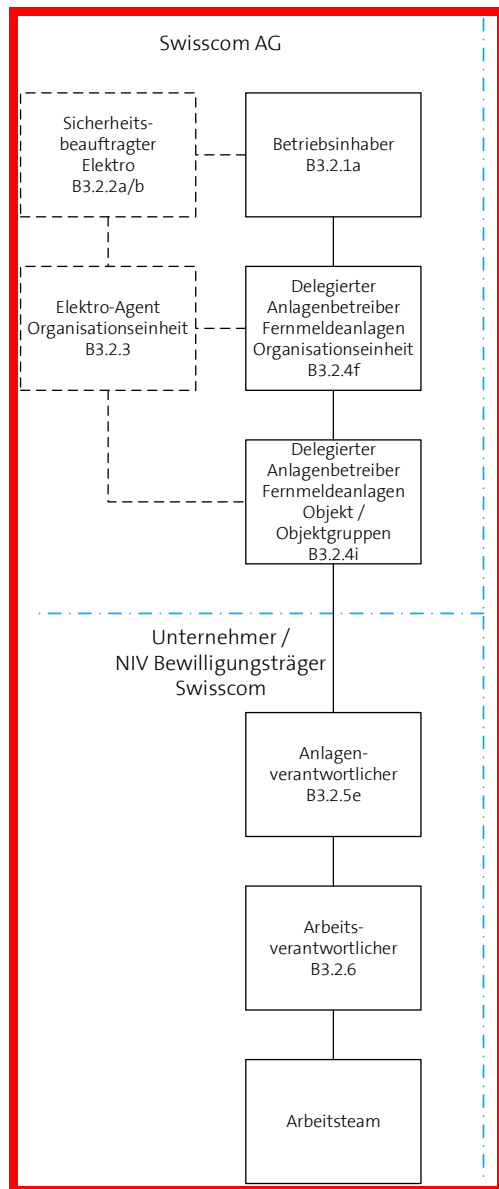 Swisscom AG
Sicherheits-
beauftragter
Elektro
B3.2.2a/b
Betriebsinhaber
B3.2.1a
Elektro-Agent
Organisationseinheit
B3.2.3
Delegierter
Anlagenbetreiber
Fernmeldeanlagen
Organisationseinheit
B3.2.4f
Delegierter
Anlagenbetreiber
Fernmeldeanlagen
Objekt /
Objektgruppen
B3.2.4i
Unternehmer /
NIV Bewilligungsträger
Swisscom
Anlagen-
verantwortlicher
B3.2.5e
Arbeits-
verantwortlicher
B3.2.6
Arbeitsteam